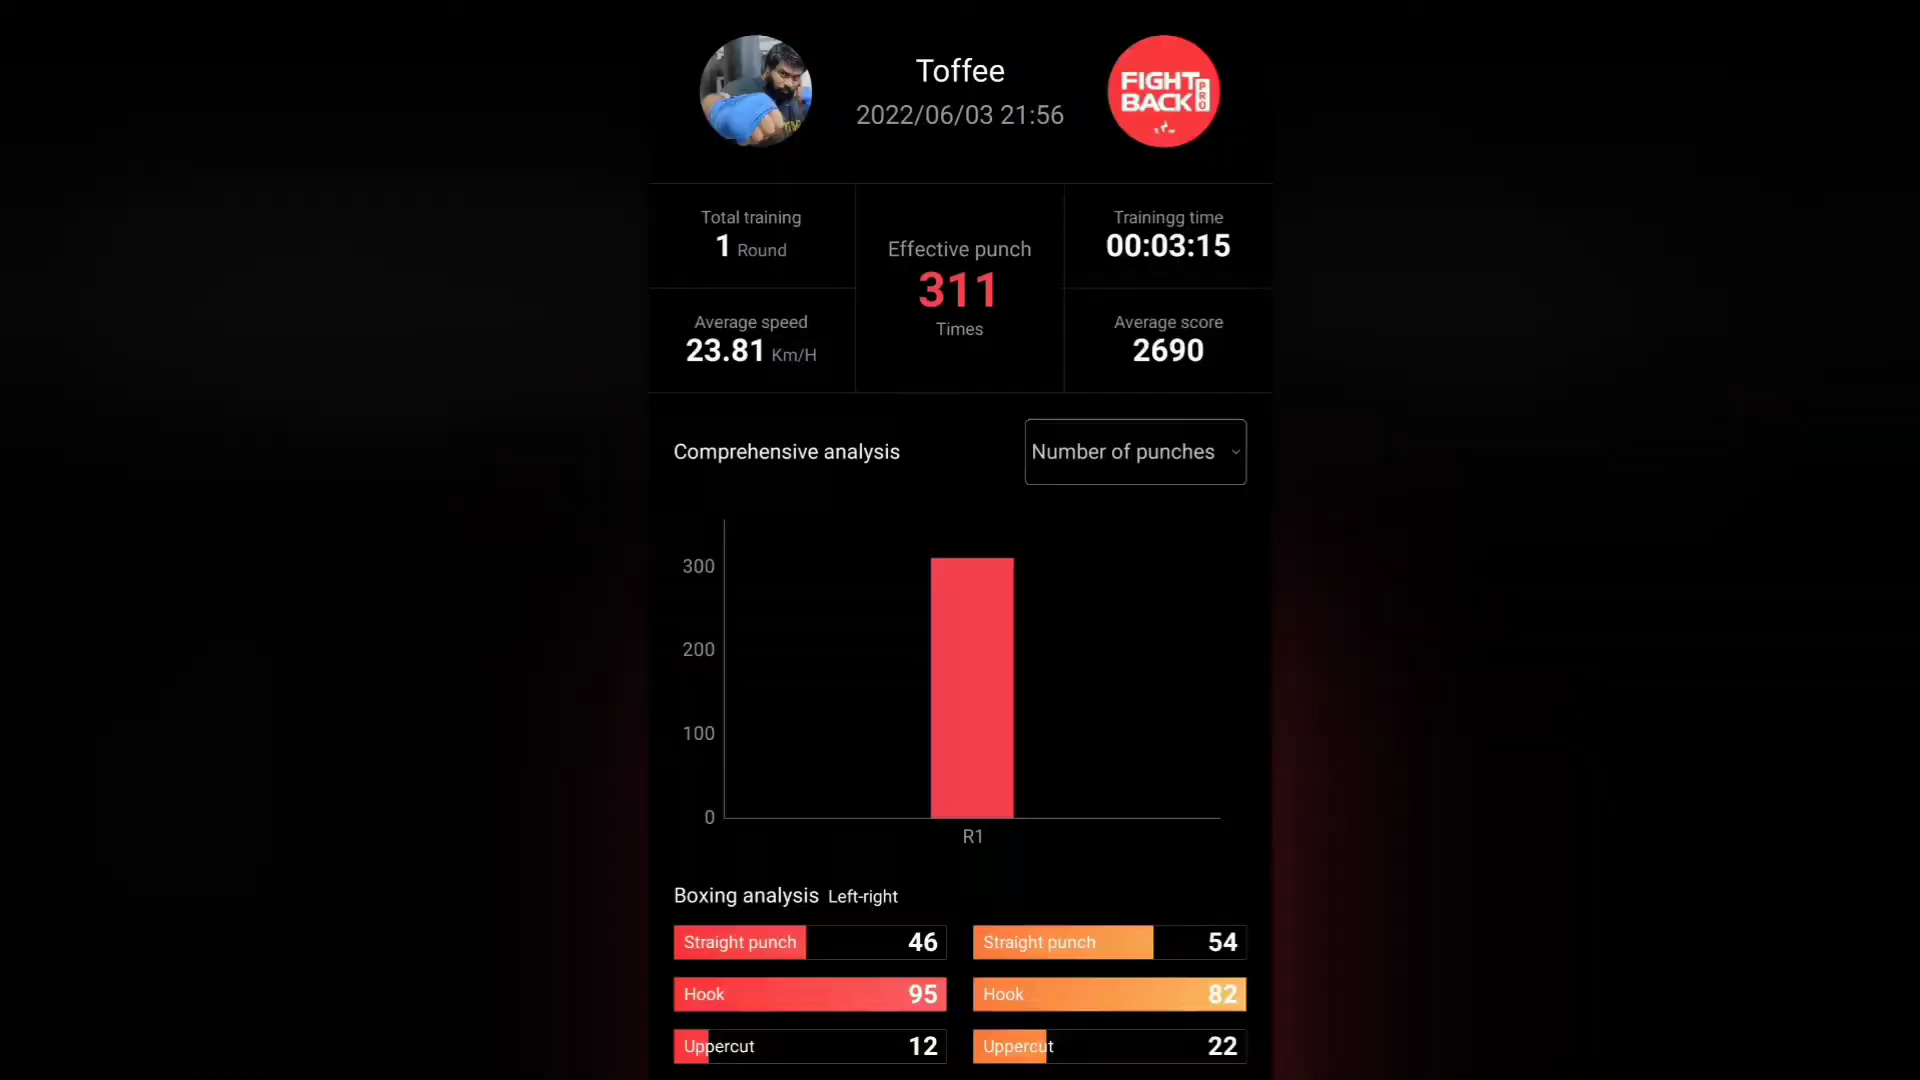 Toffee
2022/06/03 21:56
FIGHT
BACK PRO
Total training
1 Round
Effective punch
311
Times
Trainingg time
00:03:15
Average speed
23.81 Km/H
Average score
2690
Comprehensive analysis
Number of punches
300
200
100
0
R1
Boxing analysis Left-right
Straight punch 46
Straight punch 54
Hook 95
Hook 82
Uppercut 12
Uppercut 22